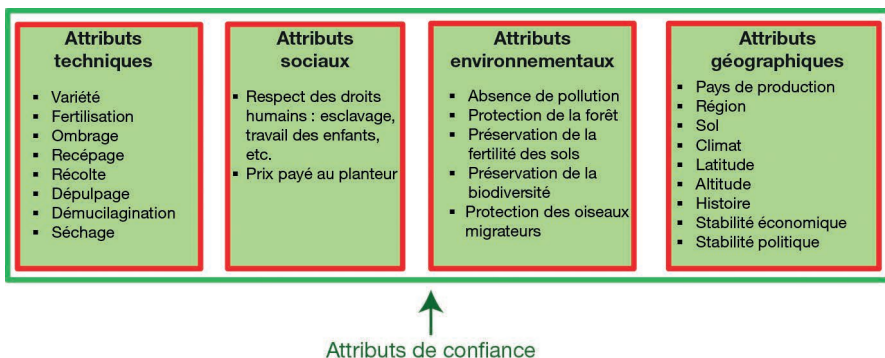 Attributs
techniques
▪ Variété
▪ Fertilisation
▪ Ombrage
▪ Recépage
▪ Récolte
▪ Dépulpage
▪ Démucilagination
▪ Séchage
Attributs
sociaux
▪ Respect des droits
humains : esclavage,
travail des enfants,
etc.
▪ Prix payé au planteur
Attributs
environnementaux
▪ Absence de pollution
▪ Protection de la forêt
▪ Préservation de la
fertilité des sols
▪ Préservation de la
biodiversité
▪ Protection des oiseaux
migrateurs
Attributs
géographiques
▪ Pays de production
▪ Région
▪ Sol
▪ Climat
▪ Latitude
▪ Altitude
▪ Histoire
▪ Stabilité économique
▪ Stabilité politique
Attributs de confiance